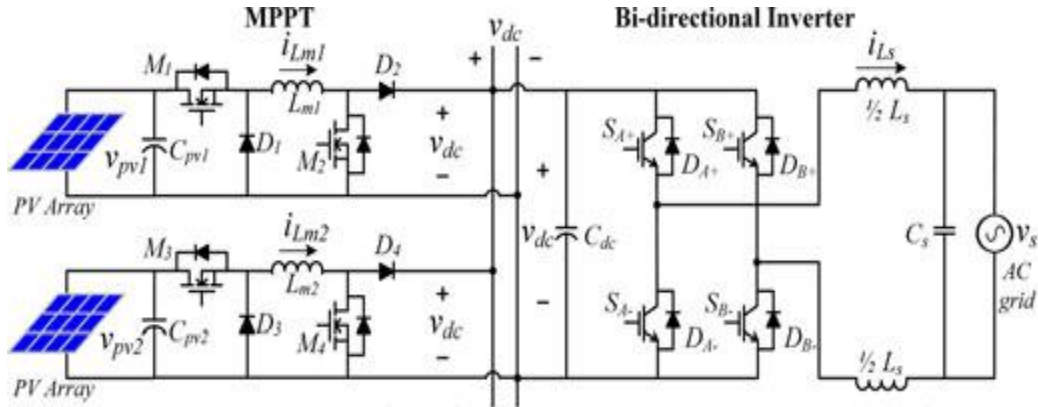 MPPT
v_dc
Bi-directional Inverter
+ −
M₁
i_Lm1
L_m1
D₂
v_pv1
C_pv1
D₁
M₂
+
v_dc
−
PV Array
M₃
i_Lm2
L_m2
D₄
v_pv2
C_pv2
D₃
M₄
+
v_dc
−
PV Array
+
v_dc
−
C_dc
S_A+
D_A+
S_B+
D_B+
S_A-
D_A-
S_B-
D_B-
i_Ls
½ L_s
C_s
v_s
AC
grid
½ L_s